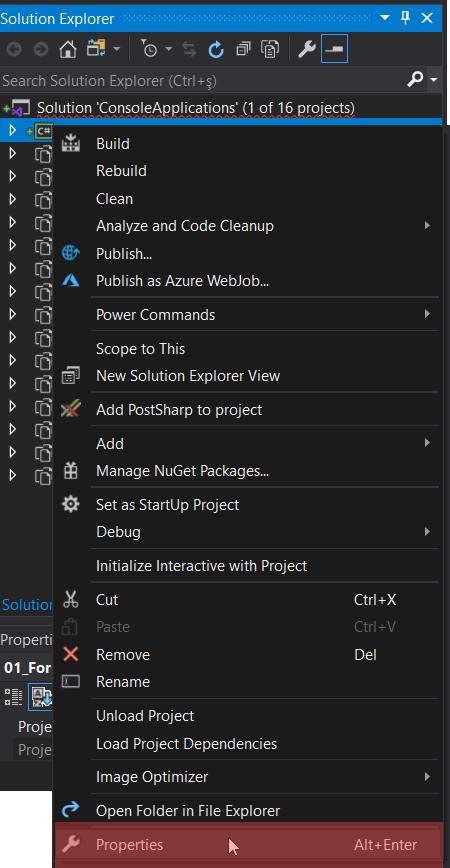 Solution Explorer
Search Solution Explorer (Ctrl+ş)
Solution 'ConsoleApplications' (1 of 16 projects)
C#
Build
Rebuild
Clean
Analyze and Code Cleanup
Publish...
Publish as Azure WebJob...
Power Commands
Scope to This
New Solution Explorer View
Add PostSharp to project
Add
Manage NuGet Packages...
Set as StartUp Project
Debug
Initialize Interactive with Project
Cut Ctrl+X
Solution
Paste Ctrl+V
Properti
Remove Del
01_For
Rename
Unload Project
Proje
Load Project Dependencies
Proje
Image Optimizer
Open Folder in File Explorer
Properties Alt+Enter